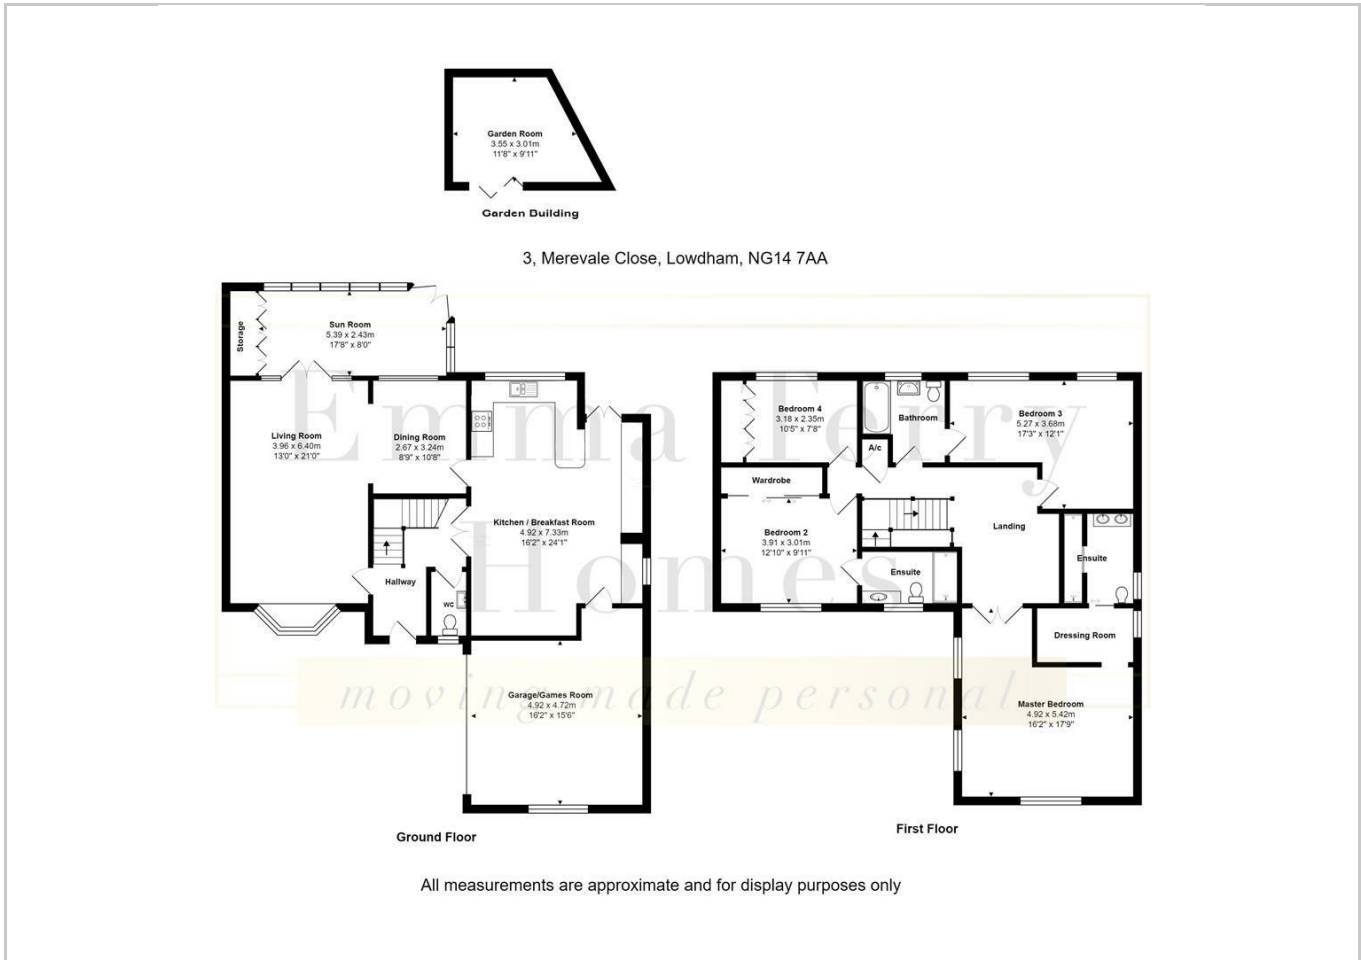 Garden Room
3.55 x 3.01m
11'8" x 9'11"
Garden Building
3, Merevale Close, Lowdham, NG14 7AA
Emma Terry
Homes
moving made personal
Storage
Sun Room
5.39 x 2.43m
17'8" x 8'0"
Living Room
3.96 x 6.40m
13'0" x 21'0"
Dining Room
2.67 x 3.24m
8'9" x 10'8"
Kitchen / Breakfast Room
4.92 x 7.33m
16'2" x 24'1"
Hallway
WC
Garage/Games Room
4.92 x 4.72m
16'2" x 15'6"
Ground Floor
Bedroom 4
3.18 x 2.35m
10'5" x 7'8"
Bathroom
Bedroom 3
5.27 x 3.68m
17'3" x 12'1"
A/c
Wardrobe
Bedroom 2
3.91 x 3.01m
12'10" x 9'11"
Landing
Ensuite
Ensuite
Dressing Room
Master Bedroom
4.92 x 5.42m
16'2" x 17'9"
First Floor
All measurements are approximate and for display purposes only